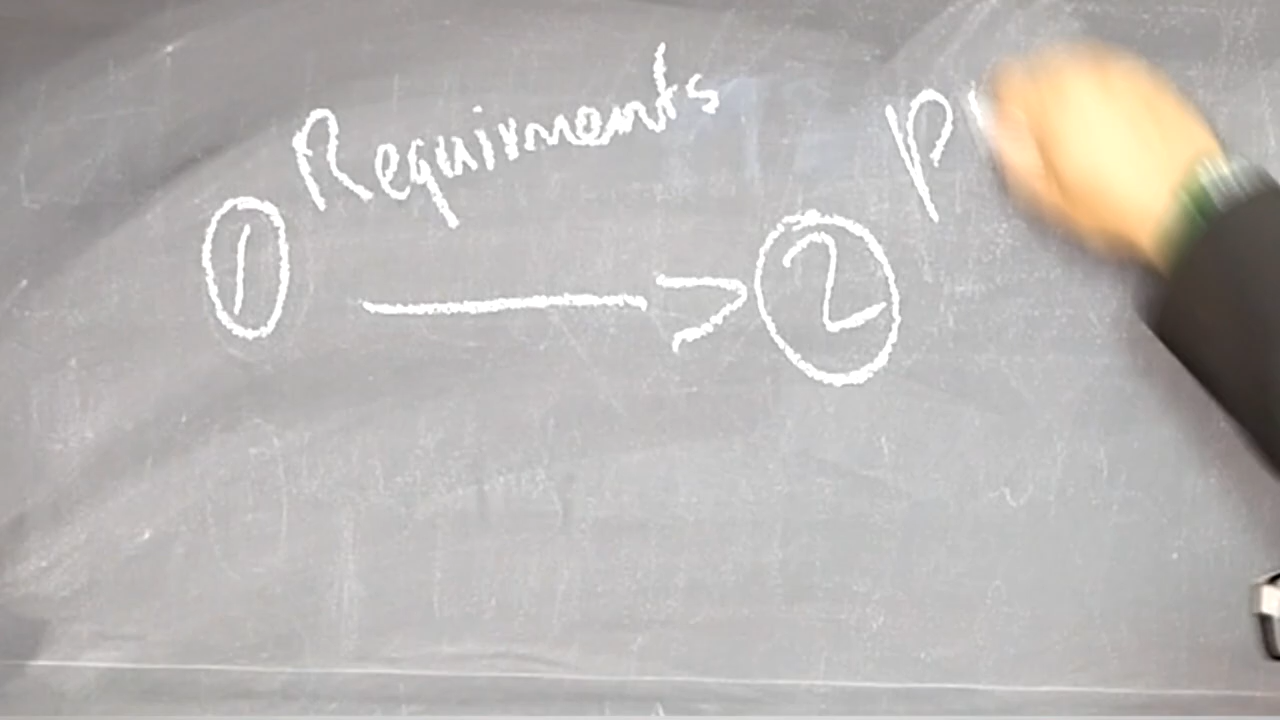 ① Requirments
→ ② P